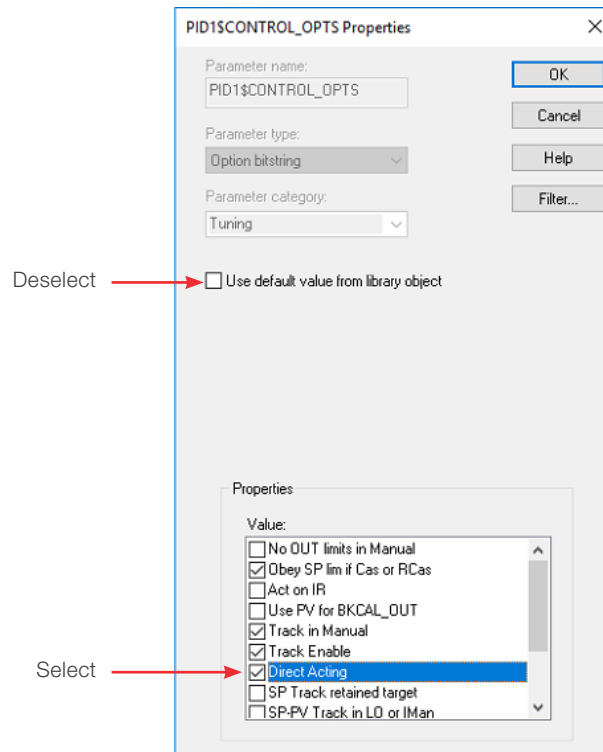 PID1$CONTROL_OPTS Properties
Parameter name:
PID1$CONTROL_OPTS
OK
Cancel
Parameter type:
Option bitstring
Help
Parameter category:
Filter...
Tuning
Deselect
Use default value from library object
Properties
Value:
No OUT limits in Manual
Obey SP lim if Cas or RCas
Act on IR
Use PV for BKCAL_OUT
Track in Manual
Track Enable
Select
Direct Acting
SP Track retained target
SP-PV Track in LO or IMan